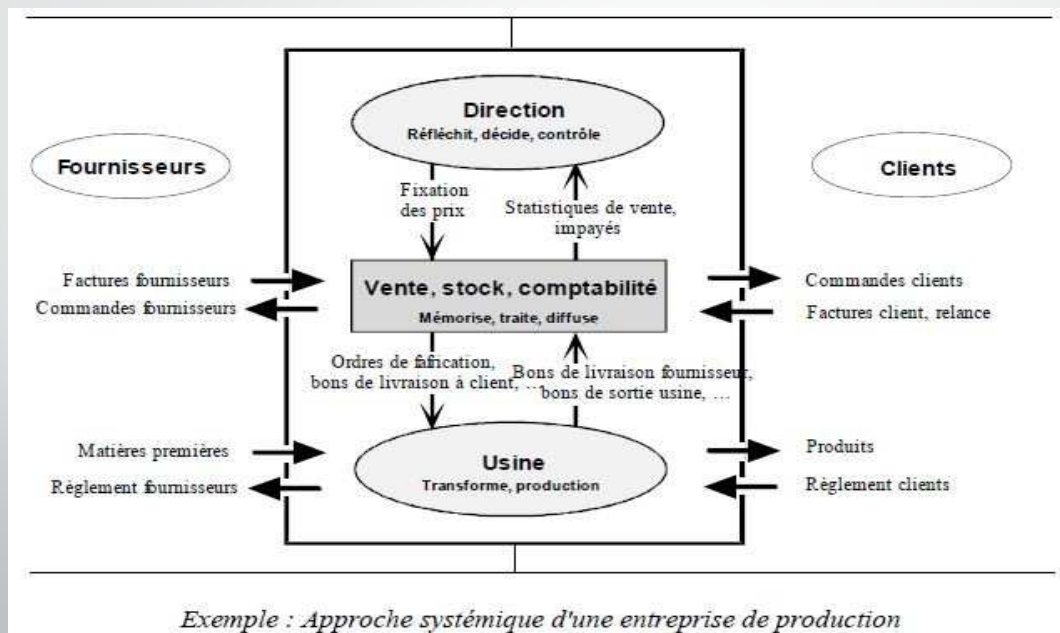 Direction
Réfléchit, décide, contrôle
Fournisseurs
Clients
Fixation
des prix
Statistiques de vente,
impayés
Factures fournisseurs
Commandes fournisseurs
Vente, stock, comptabilité
Mémorise, traite, diffuse
Commandes clients
Factures client, relance
Ordres de fafrication,
bons de livraison à client, ...
Bons de livraison fournisseur,
bons de sortie usine, ...
Matières premières
Règlement fournisseurs
Usine
Transforme, production
Produits
Règlement clients
Exemple : Approche systémique d'une entreprise de production